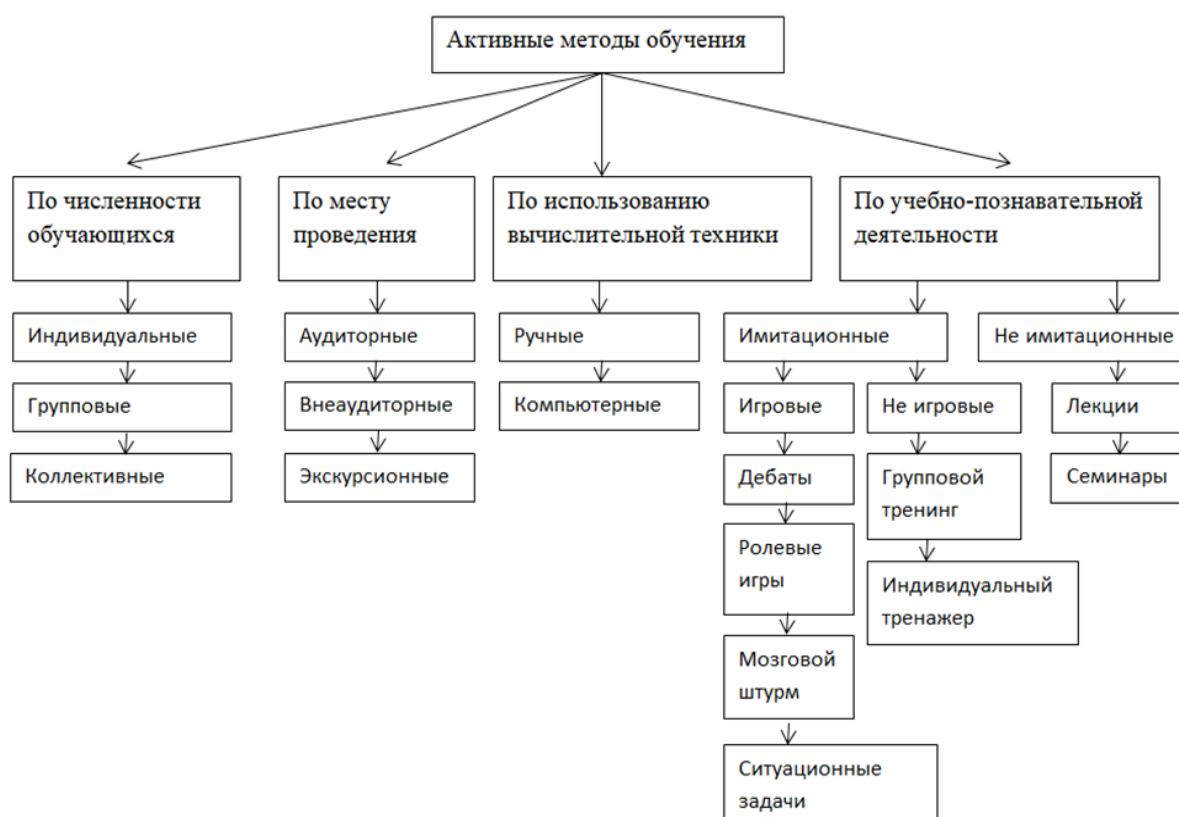 Активные методы обучения
По численности
обучающихся
По месту
проведения
По использованию
вычислительной техники
По учебно-познавательной
деятельности
Индивидуальные
Групповые
Коллективные
Аудиторные
Внеаудиторные
Экскурсионные
Ручные
Компьютерные
Имитационные
Не имитационные
Игровые
Не игровые
Лекции
Дебаты
Групповой
тренинг
Семинары
Ролевые
игры
Индивидуальный
тренажер
Мозговой
штурм
Ситуационные
задачи